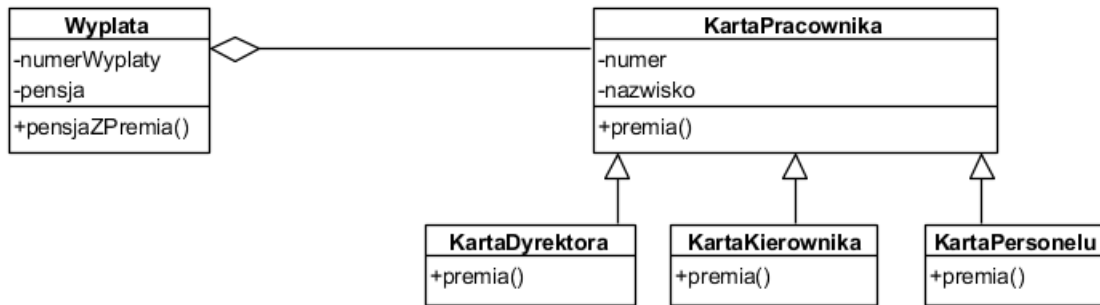 Wyplata
-numerWyplaty
-pensja
+pensjaZPremia()
KartaPracownika
-numer
-nazwisko
+premia()
KartaDyrektora
+premia()
KartaKierownika
+premia()
KartaPersonelu
+premia()